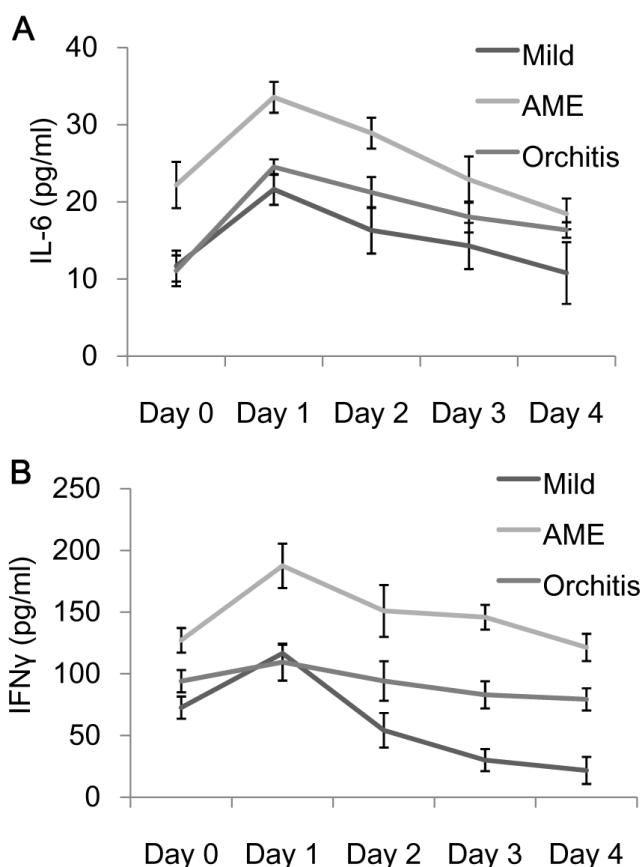 A
40
30
20
10
0
IL-6 (pg/ml)
Mild
AME
Orchitis
Day 0 Day 1 Day 2 Day 3 Day 4
B
250
200
150
100
50
0
IFNγ (pg/ml)
Mild
AME
Orchitis
Day 0 Day 1 Day 2 Day 3 Day 4